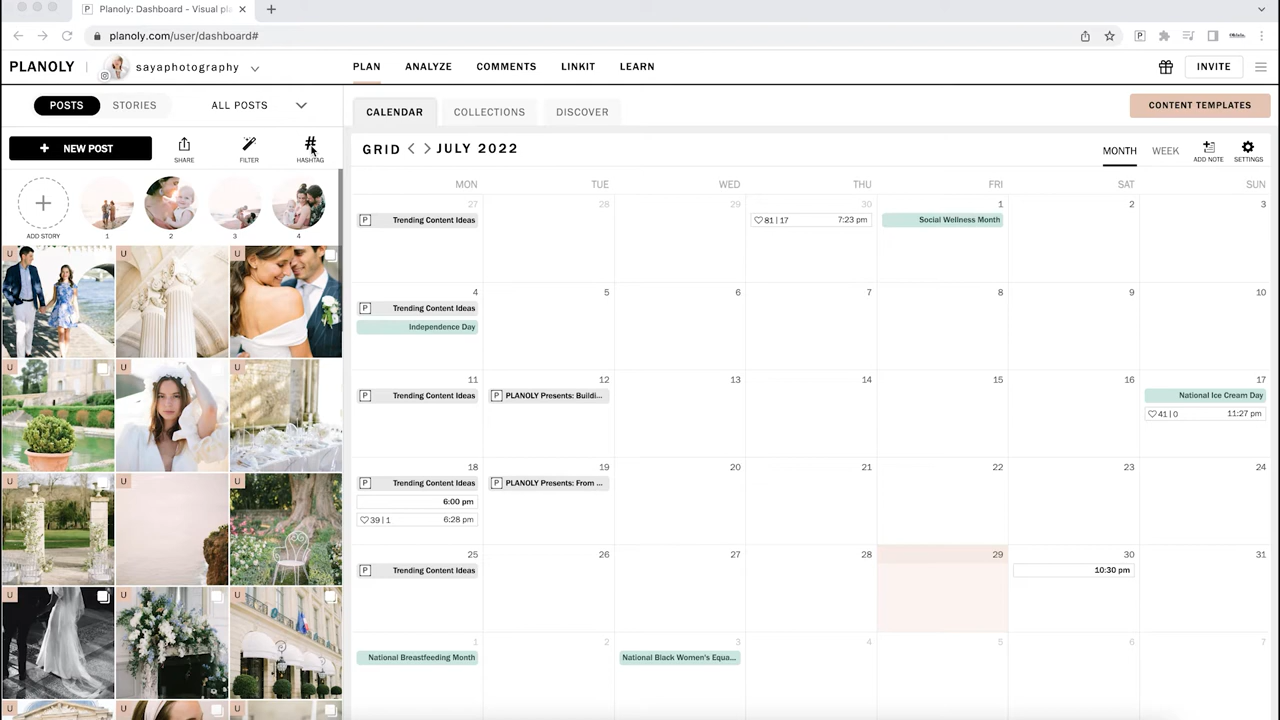 Planoly: Dashboard - Visual pl
planoly.com/user/dashboard#
PLANOLY
sayaphotography
PLAN
ANALYZE
COMMENTS
LINKIT
LEARN
INVITE
POSTS
STORIES
ALL POSTS
CALENDAR
COLLECTIONS
DISCOVER
CONTENT TEMPLATES
+ NEW POST
SHARE
FILTER
# HASHTAG
GRID < > JULY 2022
MONTH
WEEK
ADD NOTE
SETTINGS
ADD STORY
1
2
3
4
U U U
U U U
U U U
U U U
MON TUE WED THU FRI SAT SUN
27 28 29 30 1 2 3
P Trending Content Ideas
81 | 17 7:23 pm
Social Wellness Month
4 5 6 7 8 9 10
P Trending Content Ideas
Independence Day
11 12 13 14 15 16 17
P Trending Content Ideas
P PLANOLY Presents: Buildi...
National Ice Cream Day
41 | 0 11:27 pm
18 19 20 21 22 23 24
P Trending Content Ideas
P PLANOLY Presents: From ...
6:00 pm
39 | 1 6:28 pm
25 26 27 28 29 30 31
P Trending Content Ideas
10:30 pm
1 2 3 4 5 6 7
National Breastfeeding Month
National Black Women's Equa...